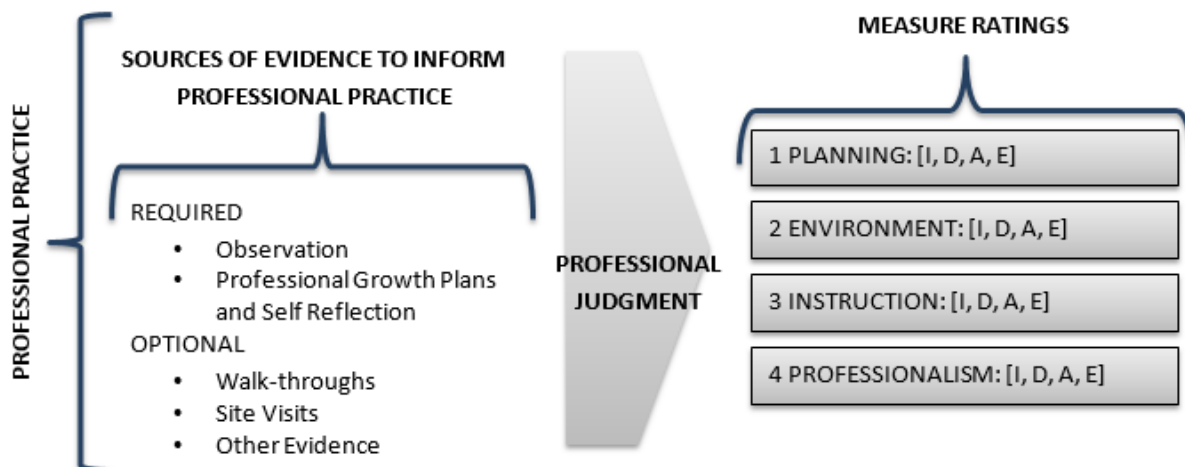 PROFESSIONAL PRACTICE
SOURCES OF EVIDENCE TO INFORM
PROFESSIONAL PRACTICE
REQUIRED
• Observation
• Professional Growth Plans
and Self Reflection
OPTIONAL
• Walk-throughs
• Site Visits
• Other Evidence
PROFESSIONAL
JUDGMENT
MEASURE RATINGS
1 PLANNING: [I, D, A, E]
2 ENVIRONMENT: [I, D, A, E]
3 INSTRUCTION: [I, D, A, E]
4 PROFESSIONALISM: [I, D, A, E]